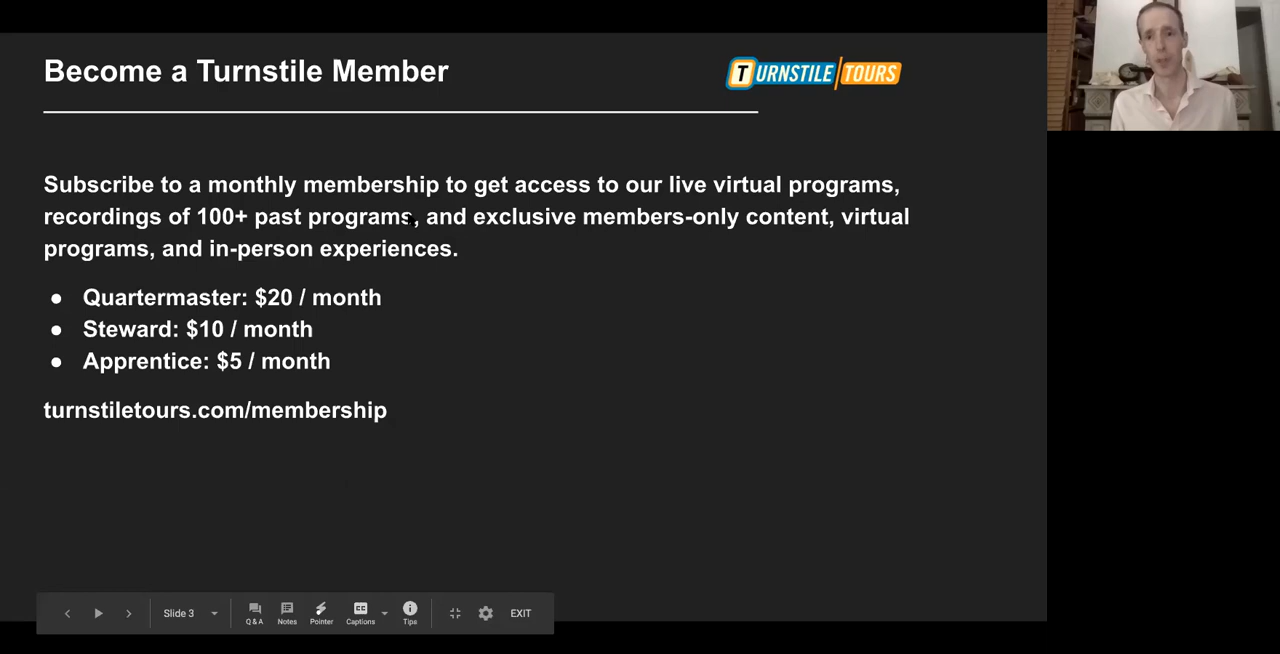 Become a Turnstile Member
TURNSTILE TOURS
Subscribe to a monthly membership to get access to our live virtual programs,
recordings of 100+ past programs, and exclusive members-only content, virtual
programs, and in-person experiences.
● Quartermaster: $20 / month
● Steward: $10 / month
● Apprentice: $5 / month
turnstiletours.com/membership
Slide 3
Q & A
Notes
Pointer
CC
Captions
Tips
EXIT